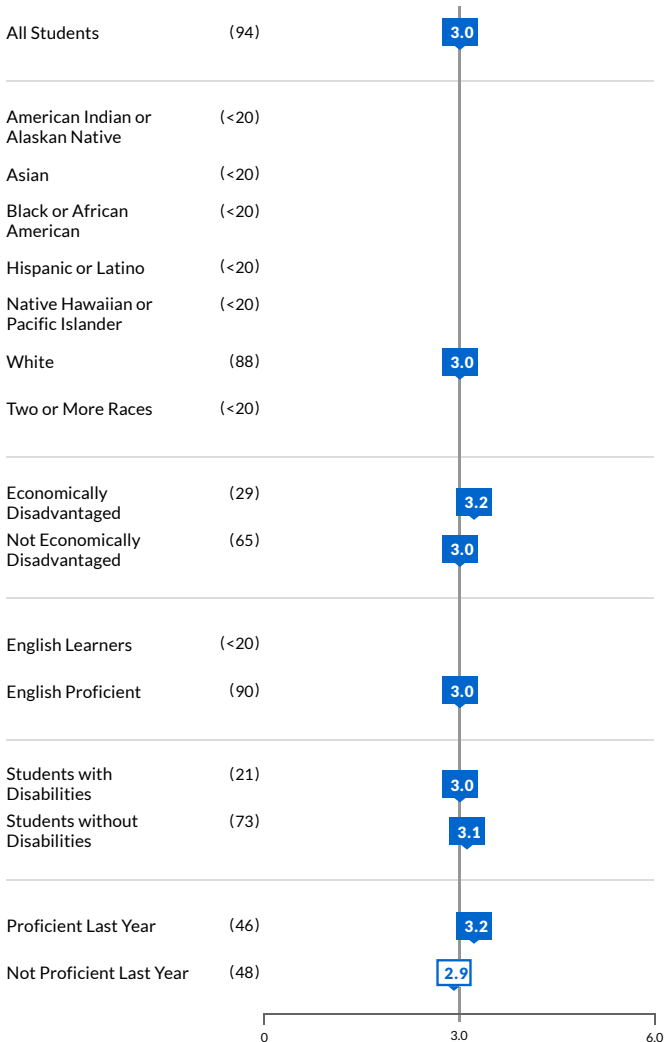 All Students (94) 3.0
American Indian or (<20)
Alaskan Native
Asian (<20)
Black or African (<20)
American
Hispanic or Latino (<20)
Native Hawaiian or (<20)
Pacific Islander
White (88) 3.0
Two or More Races (<20)
Economically (29) 3.2
Disadvantaged
Not Economically (65) 3.0
Disadvantaged
English Learners (<20)
English Proficient (90) 3.0
Students with (21) 3.0
Disabilities
Students without (73) 3.1
Disabilities
Proficient Last Year (46) 3.2
Not Proficient Last Year (48) 2.9
0 3.0 6.0